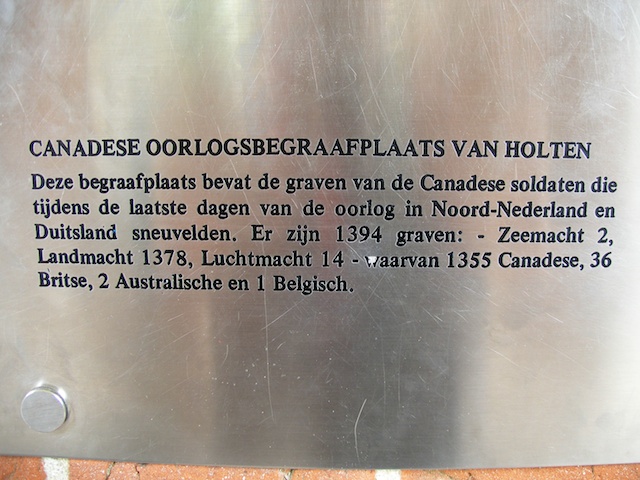 CANADESE OORLOGSBEGRAAFPLAATS VAN HOLTEN
Deze begraafplaats bevat de graven van de Canadese soldaten die
tijdens de laatste dagen van de oorlog in Noord-Nederland en
Duitsland sneuvelden. Er zijn 1394 graven: - Zeemacht 2,
Landmacht 1378, Luchtmacht 14 - waarvan 1355 Canadese, 36
Britse, 2 Australische en 1 Belgisch.